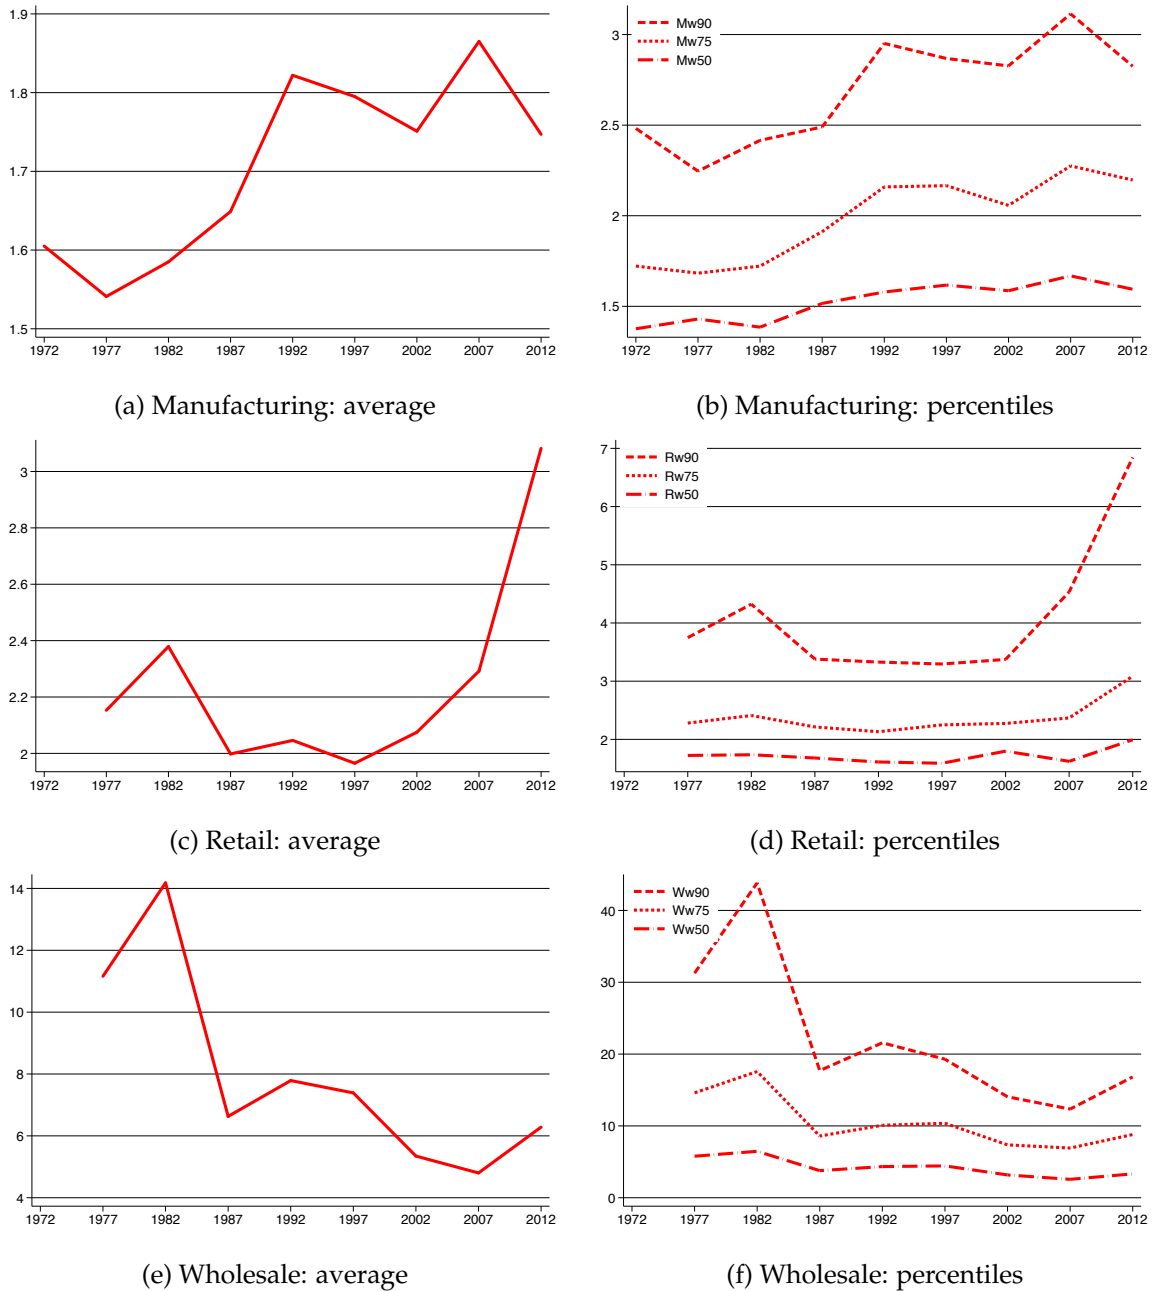 1.9
1.8
1.7
1.6
1.5
1972 1977 1982 1987 1992 1997 2002 2007 2012
(a) Manufacturing: average
Mw90
Mw75
Mw50
3
2.5
2
1.5
1972 1977 1982 1987 1992 1997 2002 2007 2012
(b) Manufacturing: percentiles
3
2.8
2.6
2.4
2.2
2
1972 1977 1982 1987 1992 1997 2002 2007 2012
(c) Retail: average
Rw90
Rw75
Rw50
7
6
5
4
3
2
1972 1977 1982 1987 1992 1997 2002 2007 2012
(d) Retail: percentiles
14
12
10
8
6
4
1972 1977 1982 1987 1992 1997 2002 2007 2012
(e) Wholesale: average
Ww90
Ww75
Ww50
40
30
20
10
0
1972 1977 1982 1987 1992 1997 2002 2007 2012
(f) Wholesale: percentiles